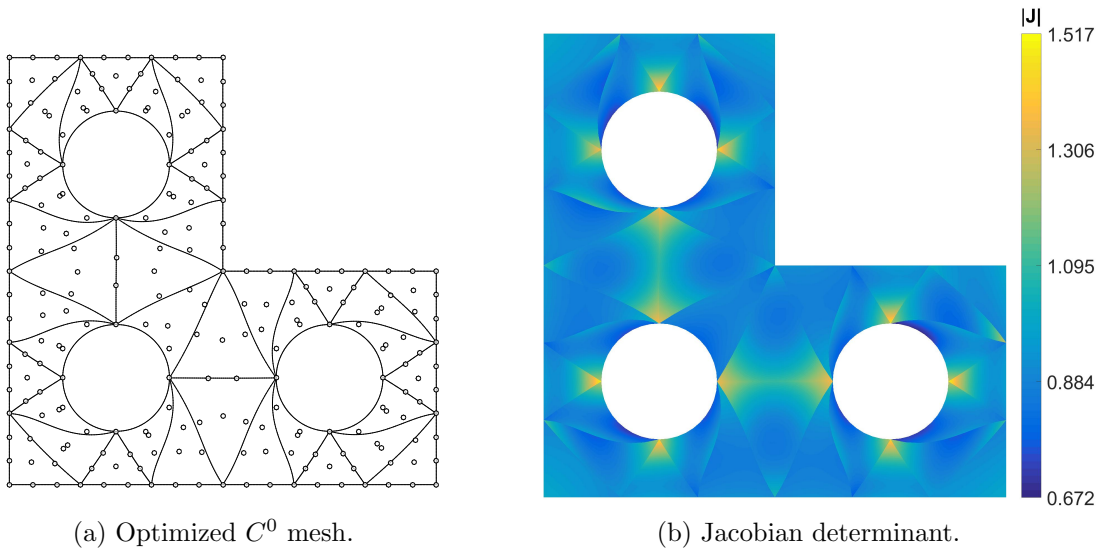 |J|
1.517
1.306
1.095
0.884
0.672
(a) Optimized C⁰ mesh.
(b) Jacobian determinant.